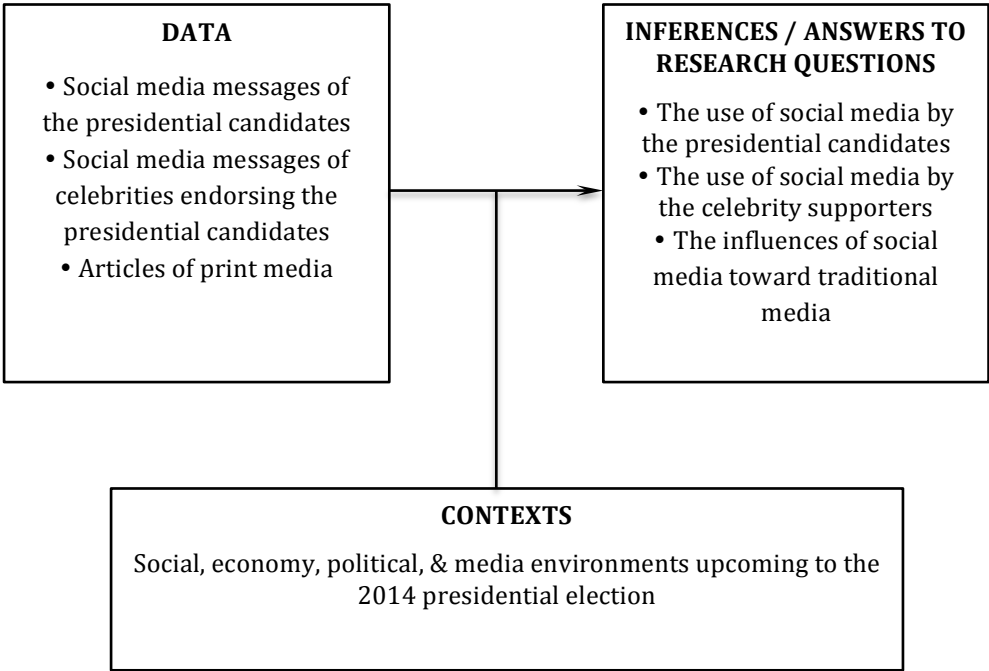 DATA
• Social media messages of
the presidential candidates
• Social media messages of
celebrities endorsing the
presidential candidates
• Articles of print media
INFERENCES / ANSWERS TO
RESEARCH QUESTIONS
• The use of social media by
the presidential candidates
• The use of social media by
the celebrity supporters
• The influences of social
media toward traditional
media
CONTEXTS
Social, economy, political, & media environments upcoming to the
2014 presidential election